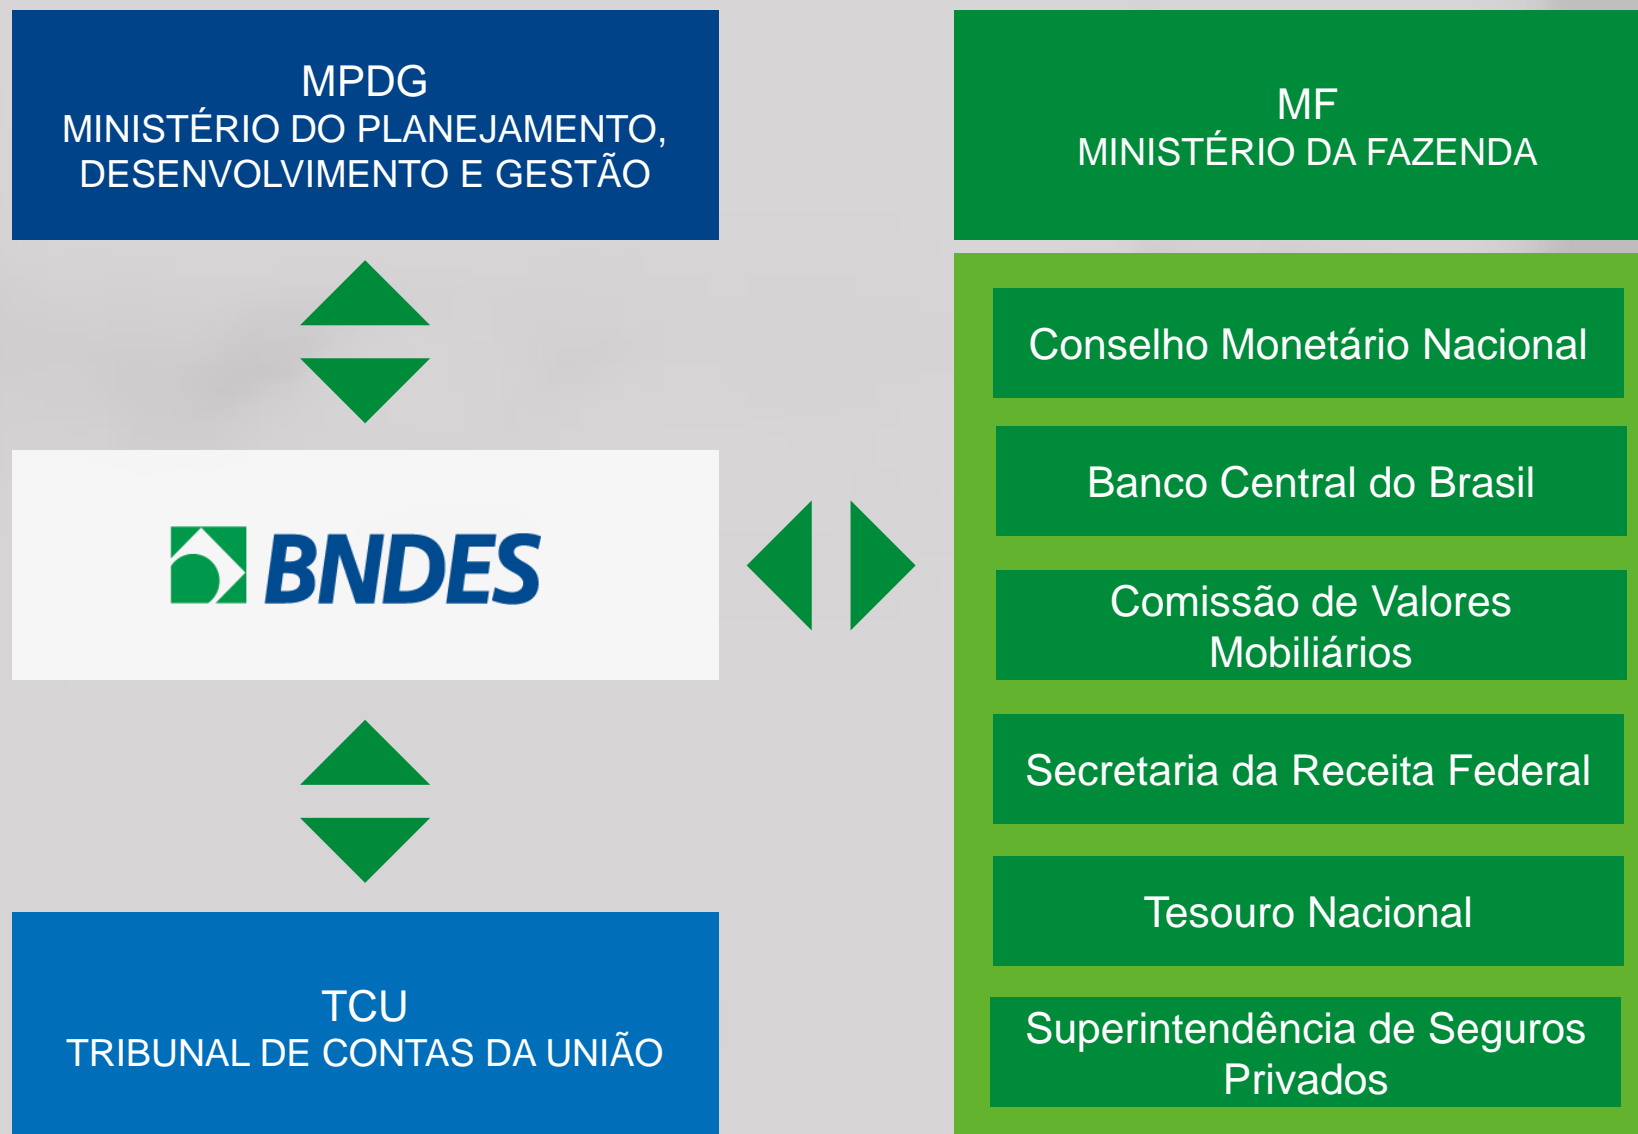 MPDG
MINISTÉRIO DO PLANEJAMENTO,
DESENVOLVIMENTO E GESTÃO
BNDES
TCU
TRIBUNAL DE CONTAS DA UNIÃO
MF
MINISTÉRIO DA FAZENDA
Conselho Monetário Nacional
Banco Central do Brasil
Comissão de Valores
Mobiliários
Secretaria da Receita Federal
Tesouro Nacional
Superintendência de Seguros
Privados